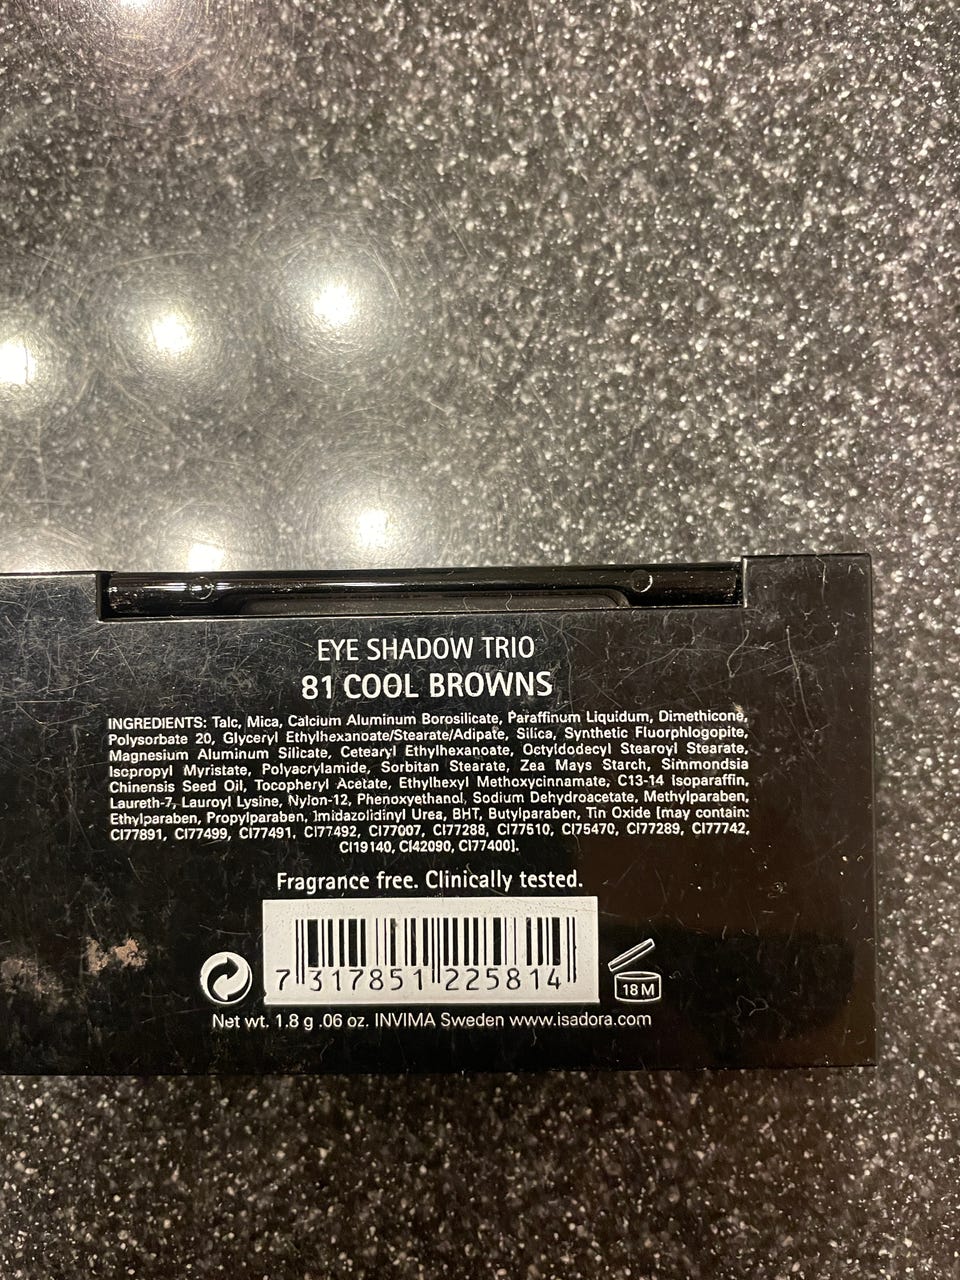 EYE SHADOW TRIO
81 COOL BROWNS
INGREDIENTS: Talc, Mica, Calcium Aluminum Borosilicate, Paraffinum Liquidum, Dimethicone,
Polysorbate 20, Glyceryl Ethylhexanoate/Stearate/Adipate, Silica, Synthetic Fluorphlogopite,
Magnesium Aluminum Silicate, Cetearyl Ethylhexanoate, Octyldodecyl Stearoyl Stearate,
Isopropyl Myristate, Polyacrylamide, Sorbitan Stearate, Zea Mays Starch, Simmondsia
Chinensis Seed Oil, Tocopheryl Acetate, Ethylhexyl Methoxycinnamate, C13-14 Isoparaffin,
Laureth-7, Lauroyl Lysine, Nylon-12, Phenoxyethanol, Sodium Dehydroacetate, Methylparaben,
Ethylparaben, Propylparaben, Imidazolidinyl Urea, BHT, Butylparaben, Tin Oxide [may contain:
CI77891, CI77499, CI77491, CI77492, CI77007, CI77288, CI77510, CI75470, CI77289, CI77742,
CI19140, CI42090, CI77400].
Fragrance free. Clinically tested.
7 317851 225814
18 M
Net wt. 1.8 g .06 oz. INVIMA Sweden www.isadora.com